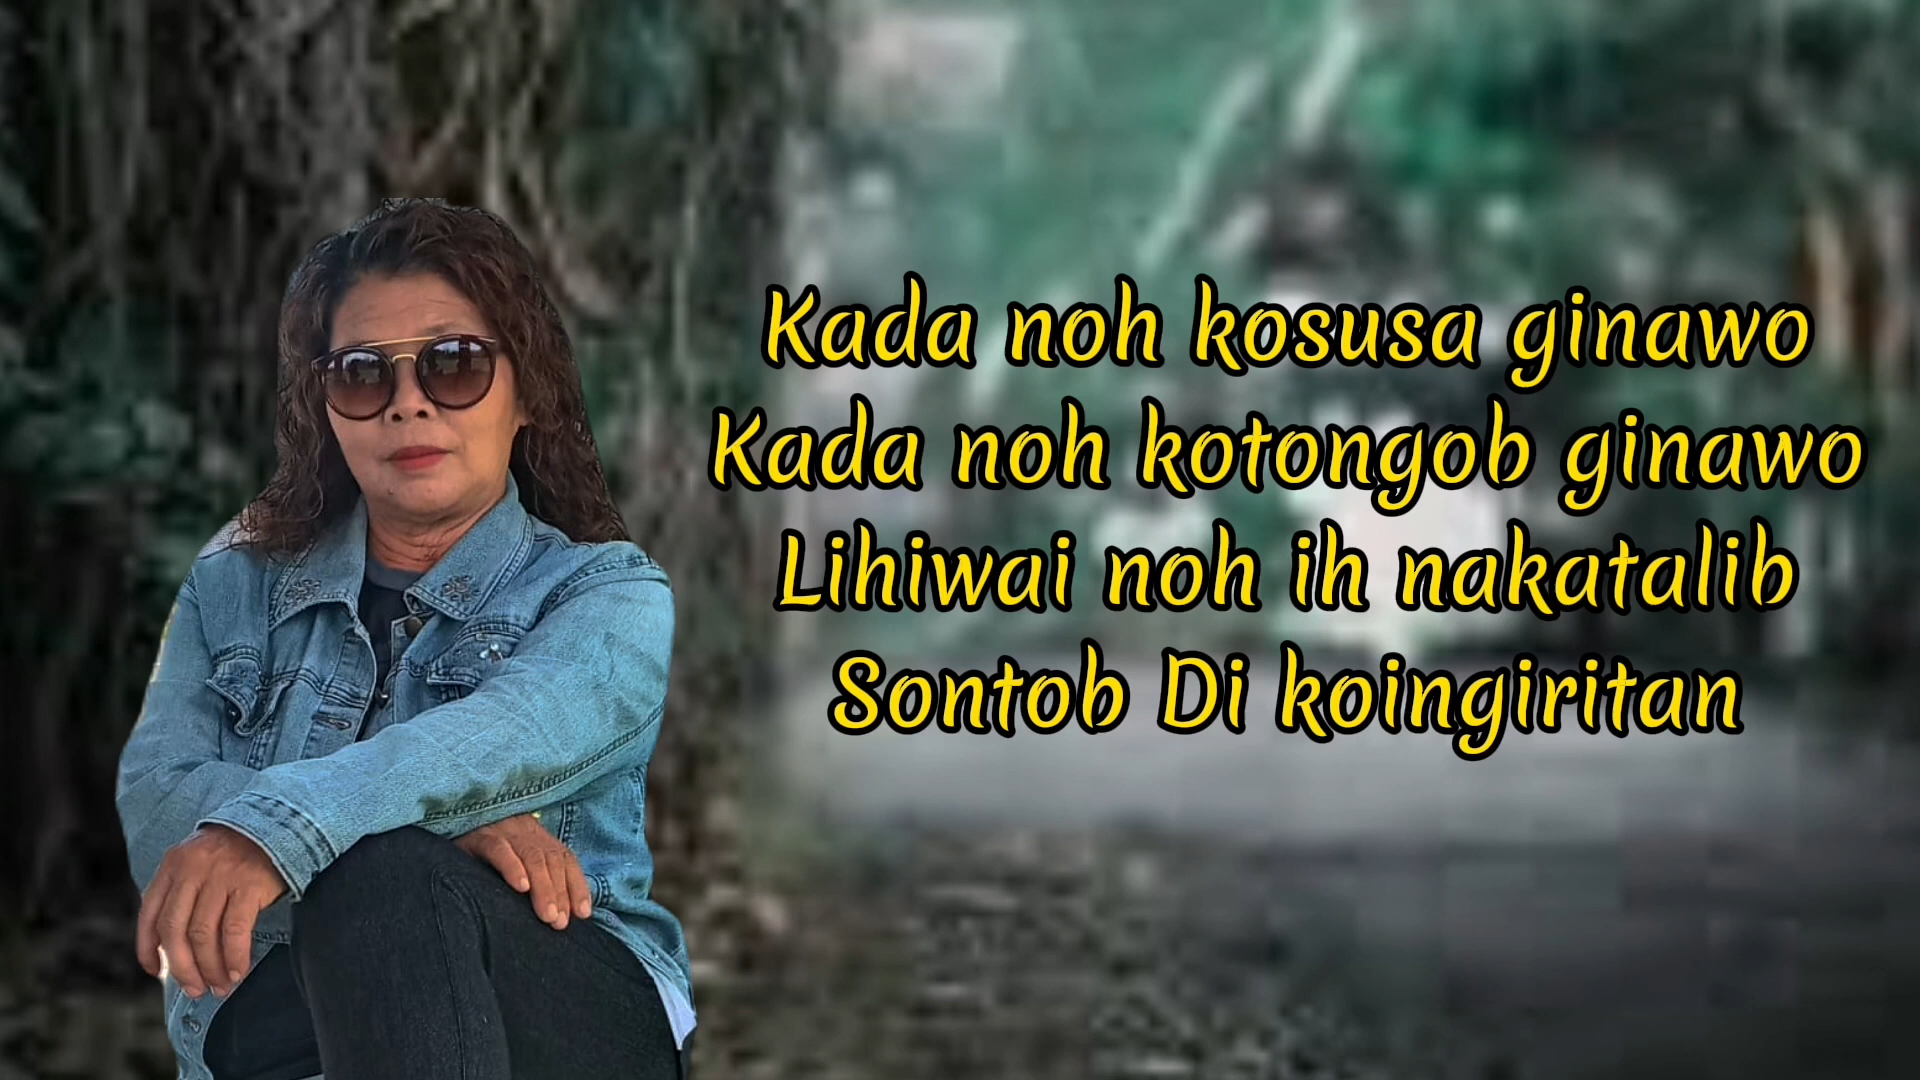 Kada noh kosusa ginawo
Kada noh kotongob ginawo
Lihiwai noh ih nakatalib
Sontob Di koingiritan